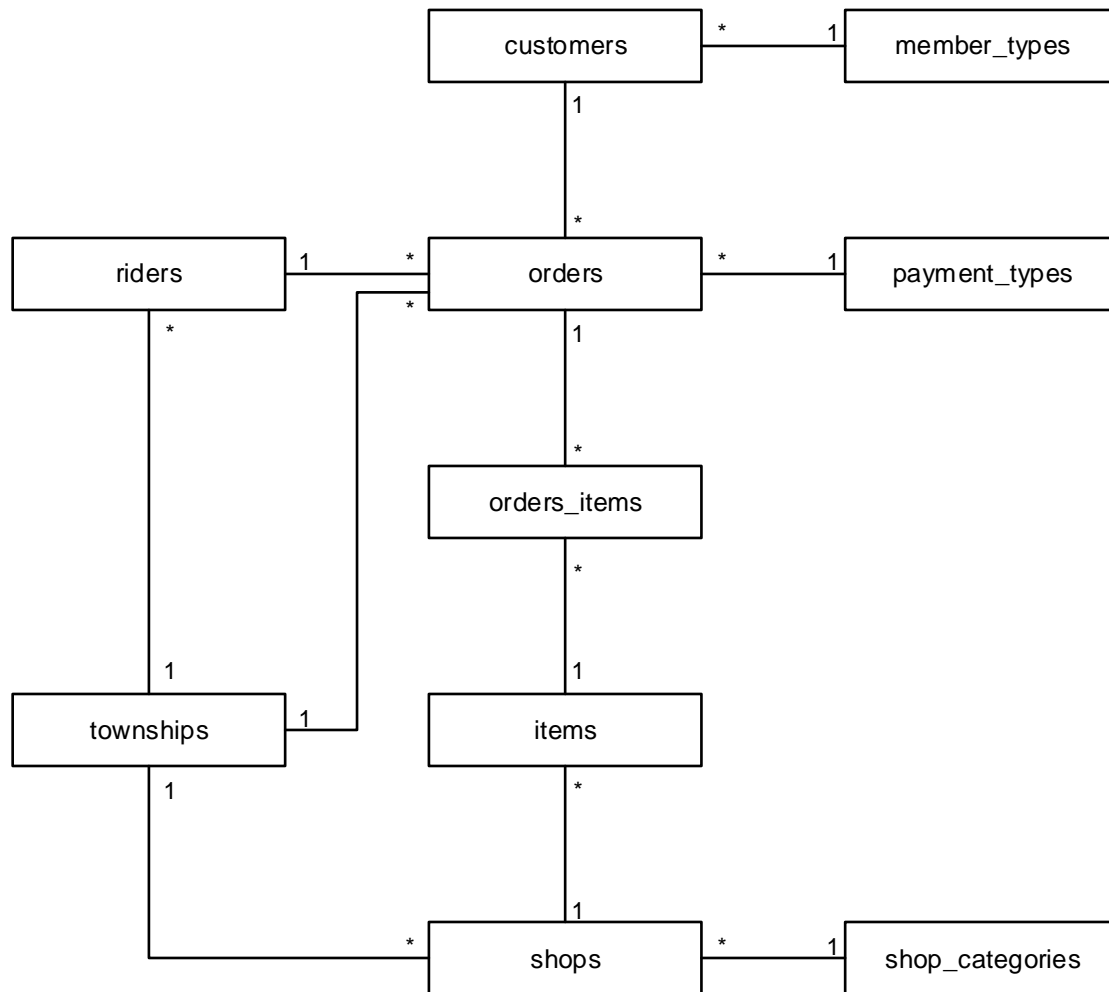 customers
*
1
member_types
1
*
riders
1
*
orders
*
1
payment_types
*
*
1
*
orders_items
*
1
1
townships
1
items
1
*
1
*
shops
*
1
shop_categories